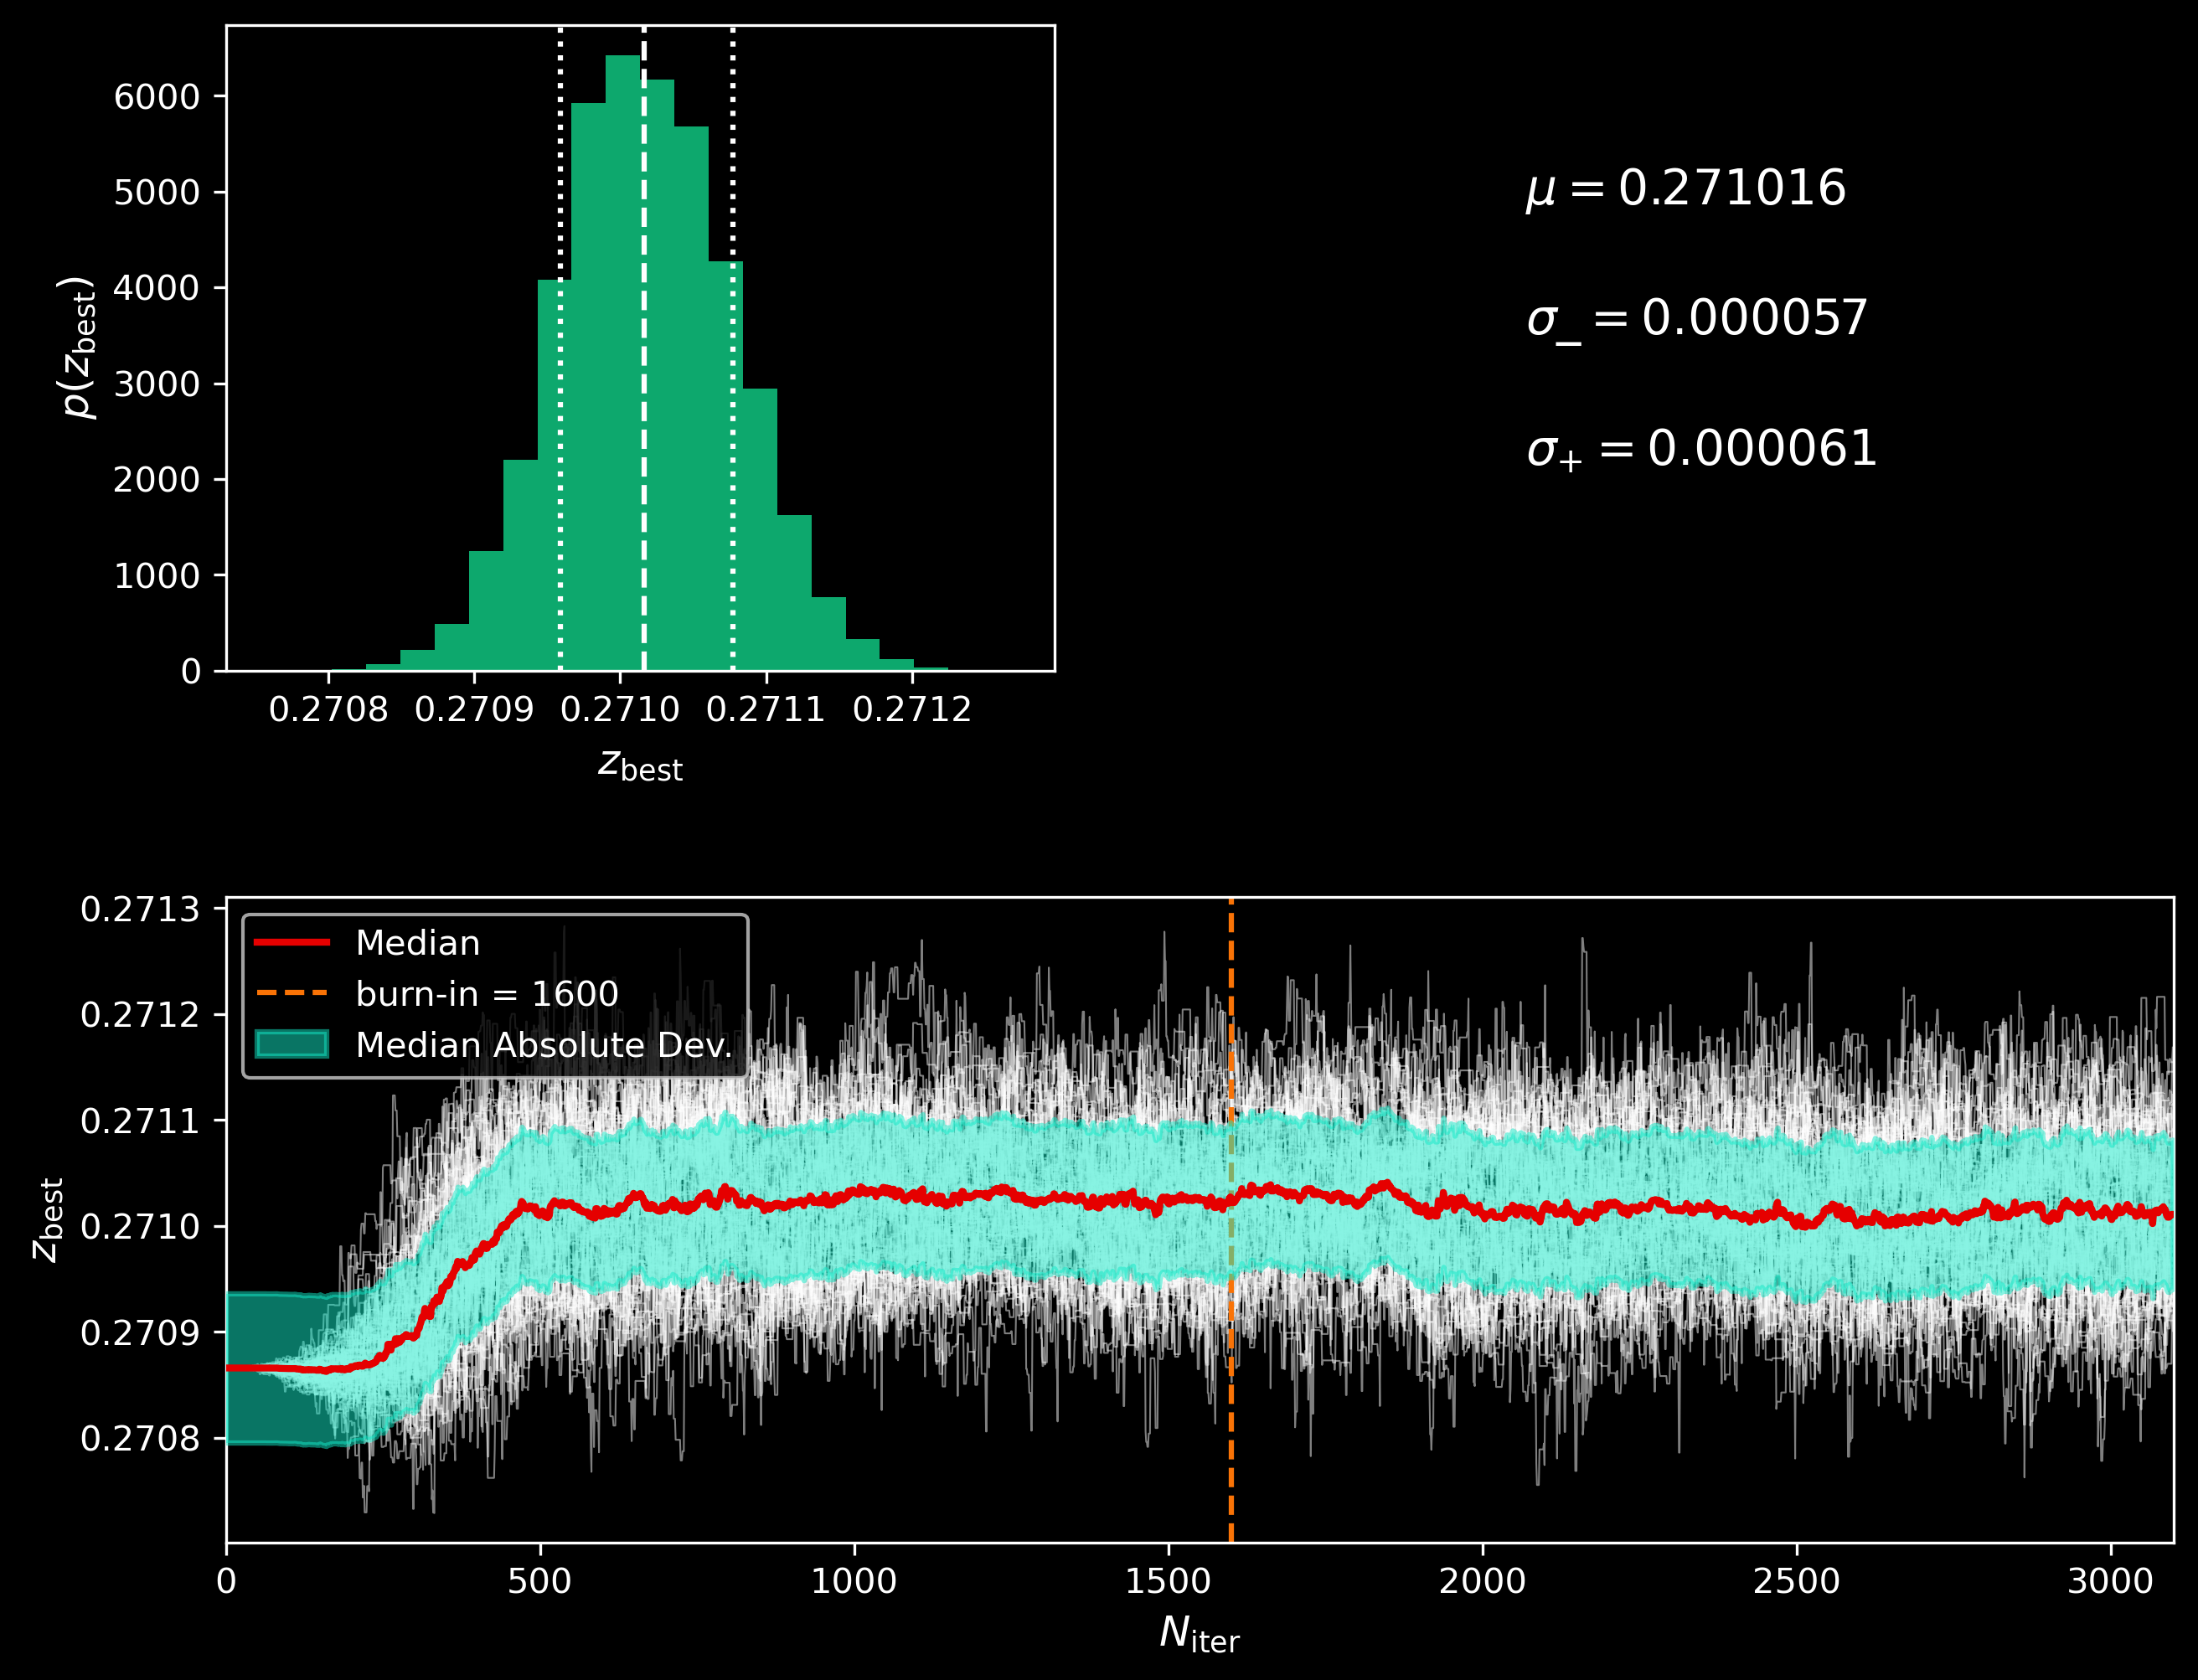 6000
5000
4000
3000
2000
1000
0
p(z_best)
0.2708 0.2709 0.2710 0.2711 0.2712
z_best
μ = 0.271016
σ_− = 0.000057
σ_+ = 0.000061
0.2713
0.2712
0.2711
0.2710
0.2709
0.2708
z_best
Median
burn-in = 1600
Median Absolute Dev.
0 500 1000 1500 2000 2500 3000
N_iter